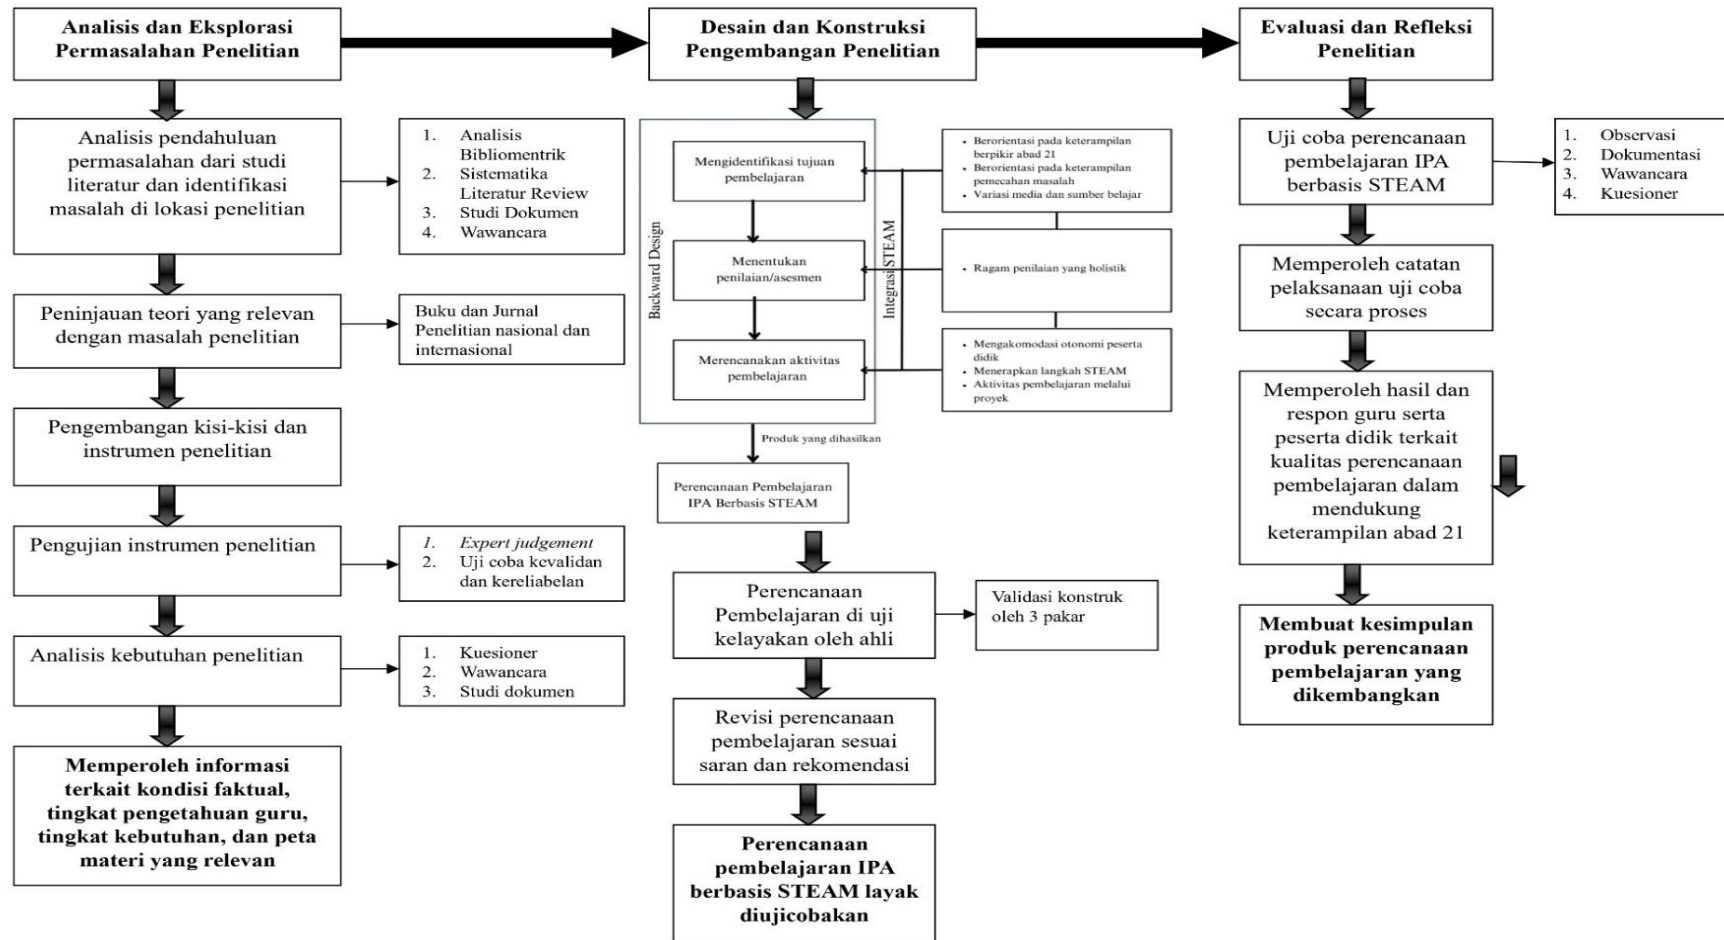 Analisis dan Eksplorasi
Permasalahan Penelitian
Analisis pendahuluan
permasalahan dari studi
literatur dan identifikasi
masalah di lokasi penelitian
1. Analisis
Bibliomentrik
2. Sistematika
Literatur Review
3. Studi Dokumen
4. Wawancara
Peninjauan teori yang relevan
dengan masalah penelitian
Buku dan Jurnal
Penelitian nasional dan
internasional
Pengembangan kisi-kisi dan
instrumen penelitian
Pengujian instrumen penelitian
1. Expert judgement
2. Uji coba kevalidan
dan kereliabelan
Analisis kebutuhan penelitian
1. Kuesioner
2. Wawancara
3. Studi dokumen
Memperoleh informasi
terkait kondisi faktual,
tingkat pengetahuan guru,
tingkat kebutuhan, dan peta
materi yang relevan
Desain dan Konstruksi
Pengembangan Penelitian
Backward Design
Mengidentifikasi tujuan
pembelajaran
Menentukan
penilaian/asesmen
Merencanakan aktivitas
pembelajaran
Integrasi STEAM
• Berorientasi pada keterampilan
berpikir abad 21
• Berorientasi pada keterampilan
pemecahan masalah
• Variasi media dan sumber belajar
• Ragam penilaian yang holistik
• Mengakomodasi otonomi peserta
didik
• Menerapkan langkah STEAM
• Aktivitas pembelajaran melalui
proyek
Produk yang dihasilkan
Perencanaan Pembelajaran
IPA Berbasis STEAM
Perencanaan
Pembelajaran di uji
kelayakan oleh ahli
Validasi konstruk
oleh 3 pakar
Revisi perencanaan
pembelajaran sesuai
saran dan rekomendasi
Perencanaan
pembelajaran IPA
berbasis STEAM layak
diujicobakan
Evaluasi dan Refleksi
Penelitian
Uji coba perencanaan
pembelajaran IPA
berbasis STEAM
1. Observasi
2. Dokumentasi
3. Wawancara
4. Kuesioner
Memperoleh catatan
pelaksanaan uji coba
secara proses
Memperoleh hasil dan
respon guru serta
peserta didik terkait
kualitas perencanaan
pembelajaran dalam
mendukung
keterampilan abad 21
Membuat kesimpulan
produk perencanaan
pembelajaran yang
dikembangkan